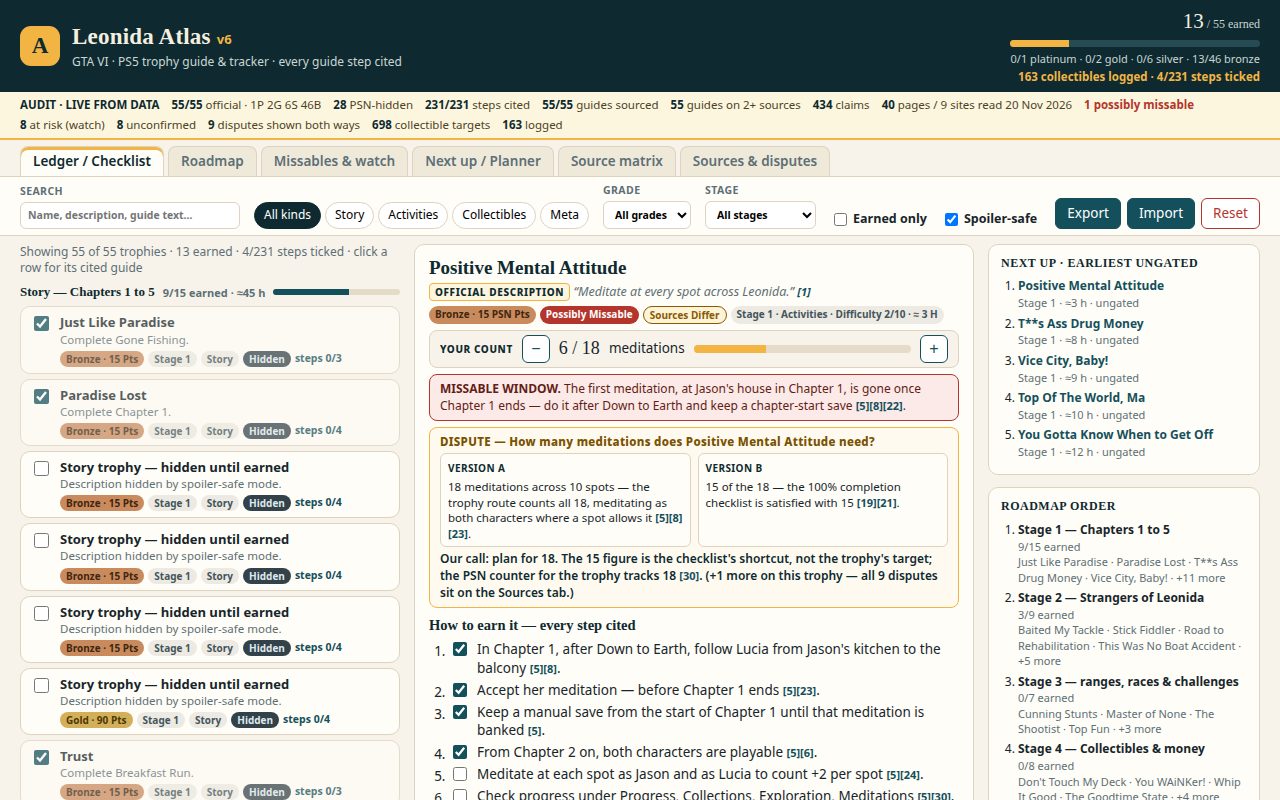 A
Leonida Atlas v6
GTA VI · PS5 trophy guide & tracker · every guide step cited
13 / 55 earned
0/1 platinum · 0/2 gold · 0/6 silver · 13/46 bronze
163 collectibles logged · 4/231 steps ticked
AUDIT · LIVE FROM DATA 55/55 official · 1P 2G 6S 46B 28 PSN-hidden 231/231 steps cited 55/55 guides sourced 55 guides on 2+ sources 434 claims 40 pages / 9 sites read 20 Nov 2026 1 possibly missable
8 at risk (watch) 8 unconfirmed 9 disputes shown both ways 698 collectible targets 163 logged
Ledger / Checklist Roadmap Missables & watch Next up / Planner Source matrix Sources & disputes
SEARCH GRADE STAGE
Name, description, guide text... All kinds Story Activities Collectibles Meta All grades All stages Earned only Spoiler-safe Export Import Reset
Showing 55 of 55 trophies · 13 earned · 4/231 steps ticked · click a
row for its cited guide
Story — Chapters 1 to 5 9/15 earned · ≈45 h
Just Like Paradise
Complete Gone Fishing.
Bronze · 15 Pts Stage 1 Story Hidden steps 0/3
Paradise Lost
Complete Chapter 1.
Bronze · 15 Pts Stage 1 Story Hidden steps 0/4
Story trophy — hidden until earned
Description hidden by spoiler-safe mode.
Bronze · 15 Pts Stage 1 Story Hidden steps 0/4
Story trophy — hidden until earned
Description hidden by spoiler-safe mode.
Bronze · 15 Pts Stage 1 Story Hidden steps 0/4
Story trophy — hidden until earned
Description hidden by spoiler-safe mode.
Bronze · 15 Pts Stage 1 Story Hidden steps 0/4
Story trophy — hidden until earned
Description hidden by spoiler-safe mode.
Gold · 90 Pts Stage 1 Story Hidden steps 0/4
Trust
Complete Breakfast Run.
Bronze · 15 Pts Stage 1 Story Hidden steps 0/3
Positive Mental Attitude
OFFICIAL DESCRIPTION “Meditate at every spot across Leonida.” [1]
Bronze · 15 PSN Pts Possibly Missable Sources Differ Stage 1 · Activities · Difficulty 2/10 · ≈ 3 H
YOUR COUNT − 6 / 18 meditations +
MISSABLE WINDOW. The first meditation, at Jason's house in Chapter 1, is gone once
Chapter 1 ends — do it after Down to Earth and keep a chapter-start save [5][8][22].
DISPUTE — How many meditations does Positive Mental Attitude need?
VERSION A
18 meditations across 10 spots — the
trophy route counts all 18, meditating as
both characters where a spot allows it [5][8]
[23].
VERSION B
15 of the 18 — the 100% completion
checklist is satisfied with 15 [19][21].
Our call: plan for 18. The 15 figure is the checklist's shortcut, not the trophy's target;
the PSN counter for the trophy tracks 18 [30]. (+1 more on this trophy — all 9 disputes
sit on the Sources tab.)
How to earn it — every step cited
1. In Chapter 1, after Down to Earth, follow Lucia from Jason's kitchen to the
balcony [5][8].
2. Accept her meditation — before Chapter 1 ends [5][23].
3. Keep a manual save from the start of Chapter 1 until that meditation is
banked [5].
4. From Chapter 2 on, both characters are playable [5][6].
5. Meditate at each spot as Jason and as Lucia to count +2 per spot [5][24].
6. Check progress under Progress, Collections, Exploration, Meditations [5][30].
NEXT UP · EARLIEST UNGATED
1. Positive Mental Attitude
Stage 1 · ≈3 h · ungated
2. T**s Ass Drug Money
Stage 1 · ≈8 h · ungated
3. Vice City, Baby!
Stage 1 · ≈9 h · ungated
4. Top Of The World, Ma
Stage 1 · ≈10 h · ungated
5. You Gotta Know When to Get Off
Stage 1 · ≈12 h · ungated
ROADMAP ORDER
1. Stage 1 — Chapters 1 to 5
9/15 earned
Just Like Paradise · Paradise Lost · T**s Ass
Drug Money · Vice City, Baby! · +11 more
2. Stage 2 — Strangers of Leonida
3/9 earned
Baited My Tackle · Stick Fiddler · Road to
Rehabilitation · This Was No Boat Accident ·
+5 more
3. Stage 3 — ranges, races & challenges
0/7 earned
Cunning Stunts · Master of None · The
Shootist · Top Fun · +3 more
4. Stage 4 — Collectibles & money
0/8 earned
Don't Touch My Deck · You WAiNKer! · Whip
It Good · The Goodtime State · +4 more